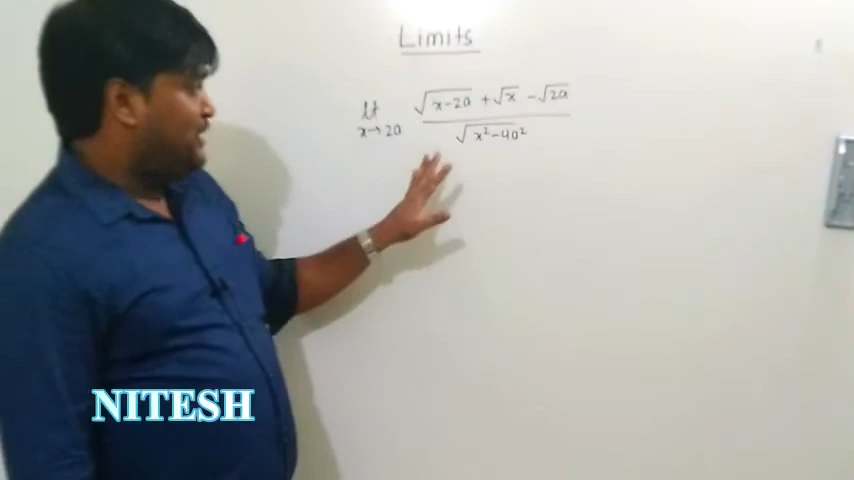 Limits
lt x→2a √(x-2a) + √x - √2a / √(x²-4a²)
NITESH